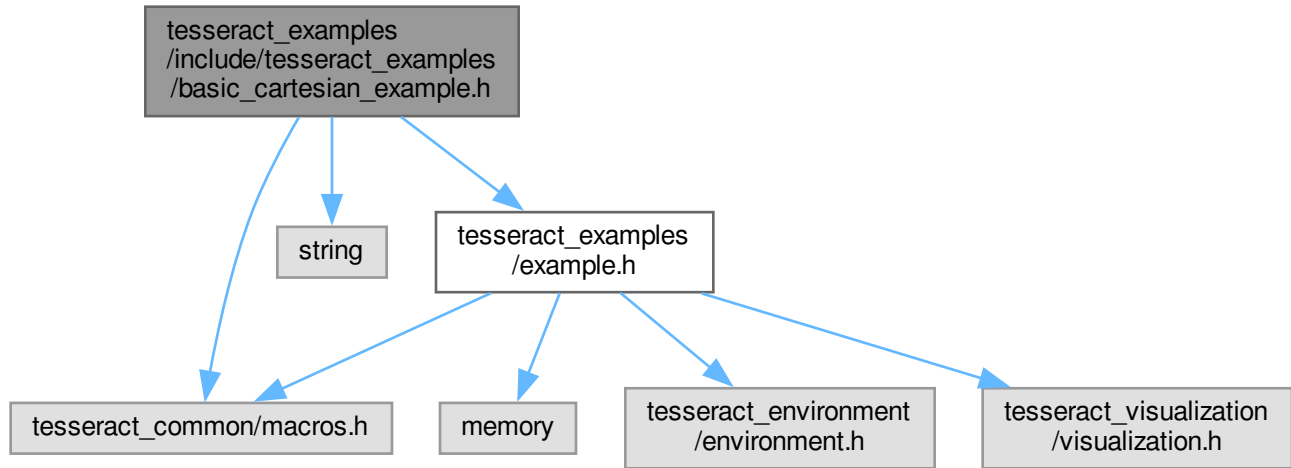 tesseract_examples
/include/tesseract_examples
/basic_cartesian_example.h
string
tesseract_examples
/example.h
tesseract_common/macros.h
memory
tesseract_environment
/environment.h
tesseract_visualization
/visualization.h